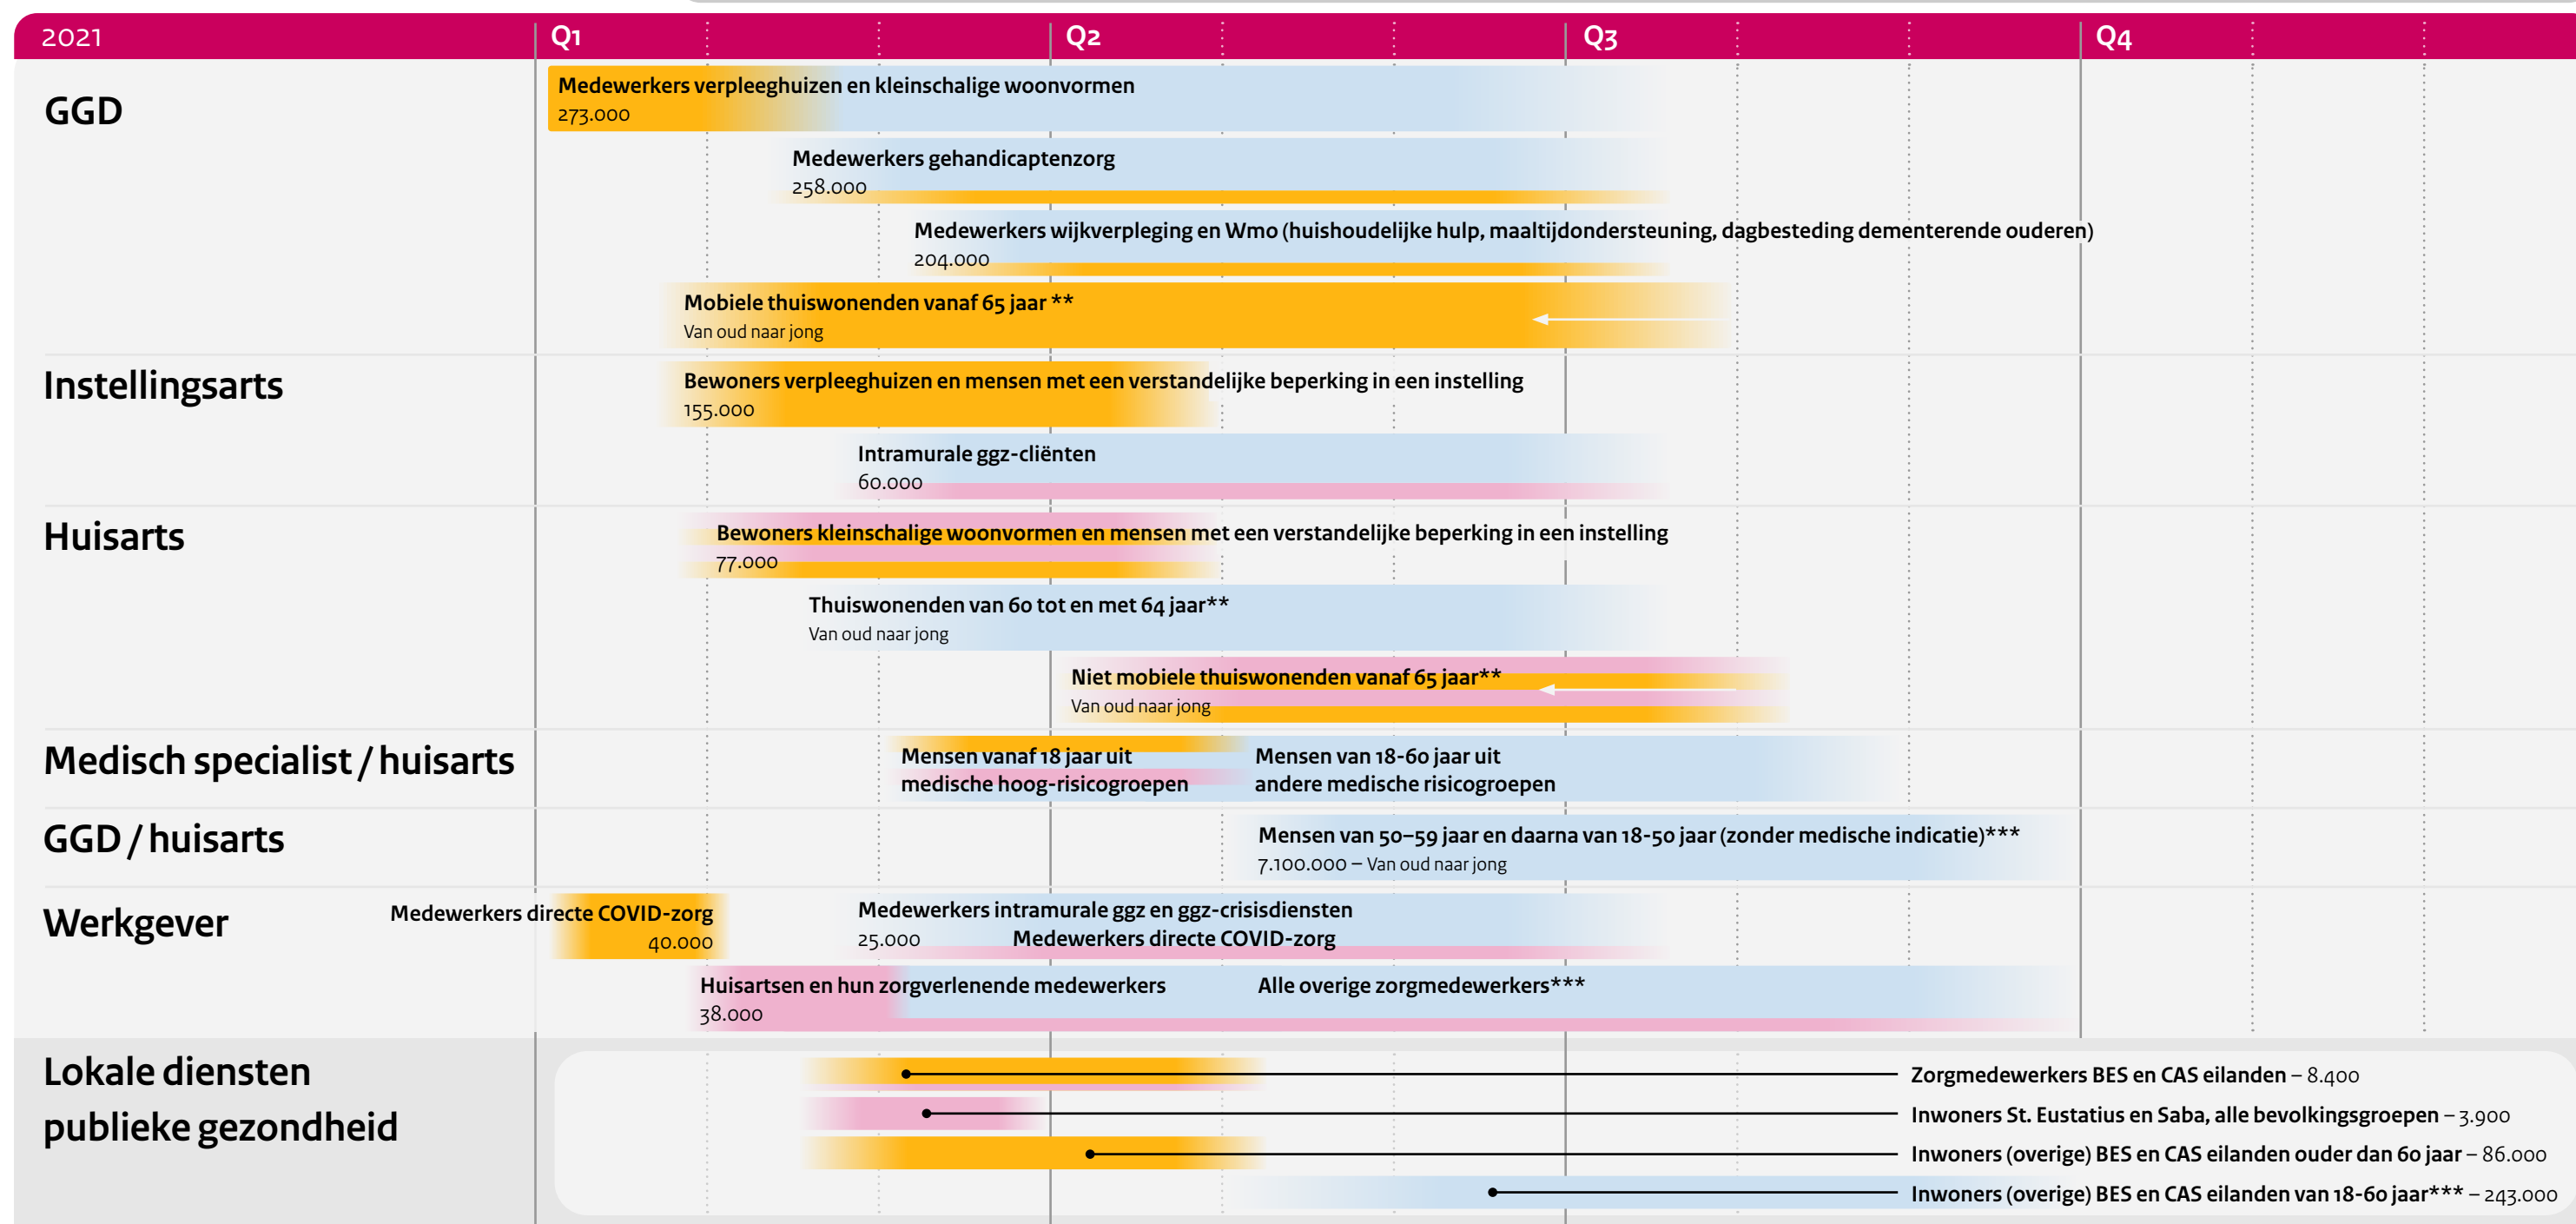 2021 Q1 Q2 Q3 Q4
GGD
Medewerkers verpleeghuizen en kleinschalige woonvormen
273.000
Medewerkers gehandicaptenzorg
258.000
Medewerkers wijkverpleging en Wmo (huishoudelijke hulp, maaltijdondersteuning, dagbesteding dementerende ouderen)
204.000
Mobiele thuiswonenden vanaf 65 jaar **
Van oud naar jong
Instellingsarts
Bewoners verpleeghuizen en mensen met een verstandelijke beperking in een instelling
155.000
Intramurale ggz-cliënten
60.000
Huisarts
Bewoners kleinschalige woonvormen en mensen met een verstandelijke beperking in een instelling
77.000
Thuiswonenden van 60 tot en met 64 jaar**
Van oud naar jong
Niet mobiele thuiswonenden vanaf 65 jaar**
Van oud naar jong
Medisch specialist / huisarts
Mensen vanaf 18 jaar uit
medische hoog-risicogroepen
Mensen van 18-60 jaar uit
andere medische risicogroepen
GGD / huisarts
Mensen van 50–59 jaar en daarna van 18-50 jaar (zonder medische indicatie)***
7.100.000 – Van oud naar jong
Werkgever
Medewerkers directe COVID-zorg
40.000
Medewerkers intramurale ggz en ggz-crisisdiensten
25.000 Medewerkers directe COVID-zorg
Huisartsen en hun zorgverlenende medewerkers
38.000
Alle overige zorgmedewerkers***
Lokale diensten
publieke gezondheid
Zorgmedewerkers BES en CAS eilanden – 8.400
Inwoners St. Eustatius en Saba, alle bevolkingsgroepen – 3.900
Inwoners (overige) BES en CAS eilanden ouder dan 60 jaar – 86.000
Inwoners (overige) BES en CAS eilanden van 18-60 jaar*** – 243.000